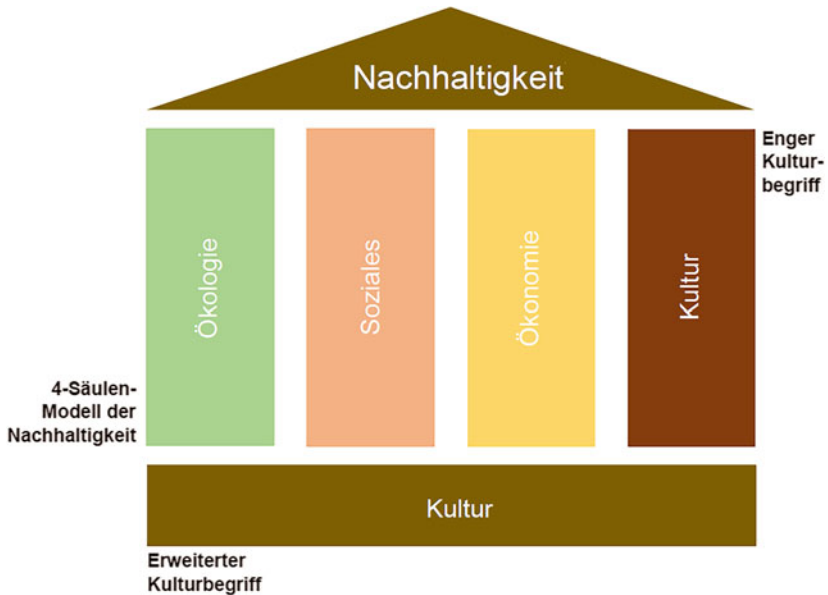 Nachhaltigkeit
Ökologie
Soziales
Ökonomie
Kultur
Enger
Kultur-
begriff
4-Säulen-
Modell der
Nachhaltigkeit
Kultur
Erweiterter
Kulturbegriff